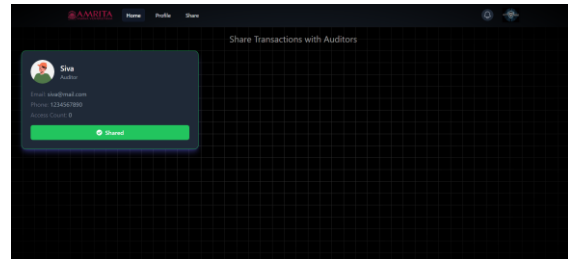 AMRITA Home Profile Share
Share Transactions with Auditors
Siva
Auditor
Email: siva@mail.com
Phone: 1234567890
Access Count: 0
Shared